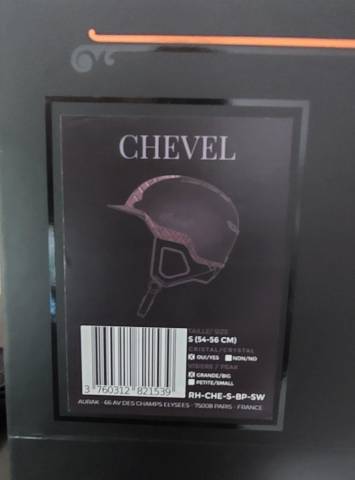 CHEVEL
TAILLE/ SIZE
S (54-56 CM)
CRISTAL/CRYSTAL
OUI/YES NON/NO
VISIERE / PEAK
GRANDE/BIG
PETITE/SMALL
3 760312 821539
RH-CHE-S-BP-SW
AURAK - 66 AV DES CHAMPS ELYSEES - 75008 PARIS - FRANCE